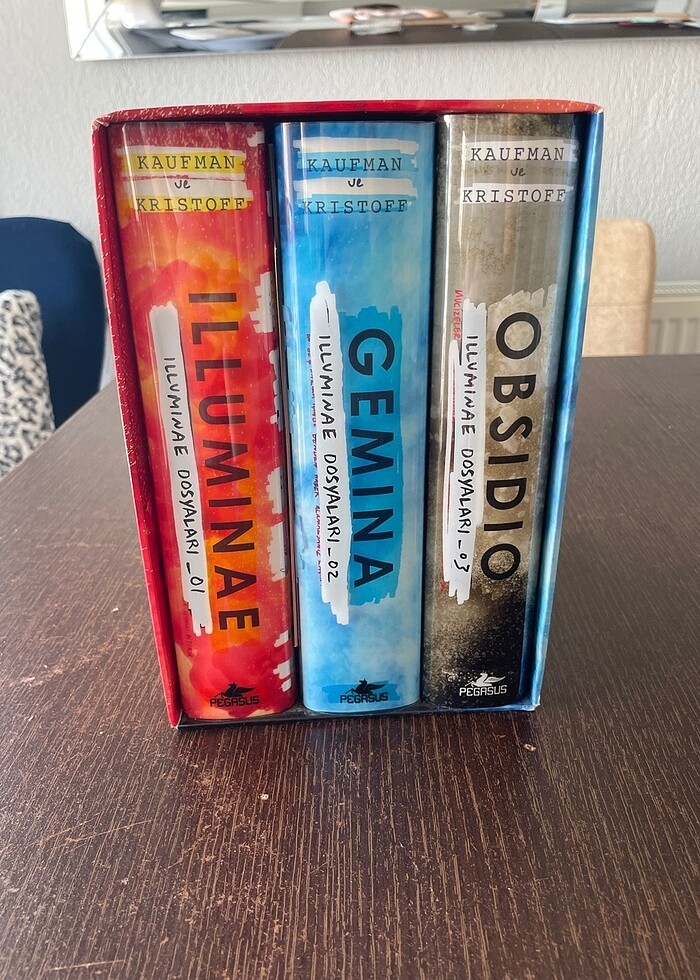 KAUFMAN
ve
KRISTOFF
ILLUMINAE
ILLUMINAE DOSYALARI_01
PEGASUS
KAUFMAN
ve
KRISTOFF
GEMINA
ILLUMINAE DOSYALARI_02
PEGASUS
KAUFMAN
ve
KRISTOFF
OBSIDIO
ILLUMINAE DOSYALARI_03
PEGASUS